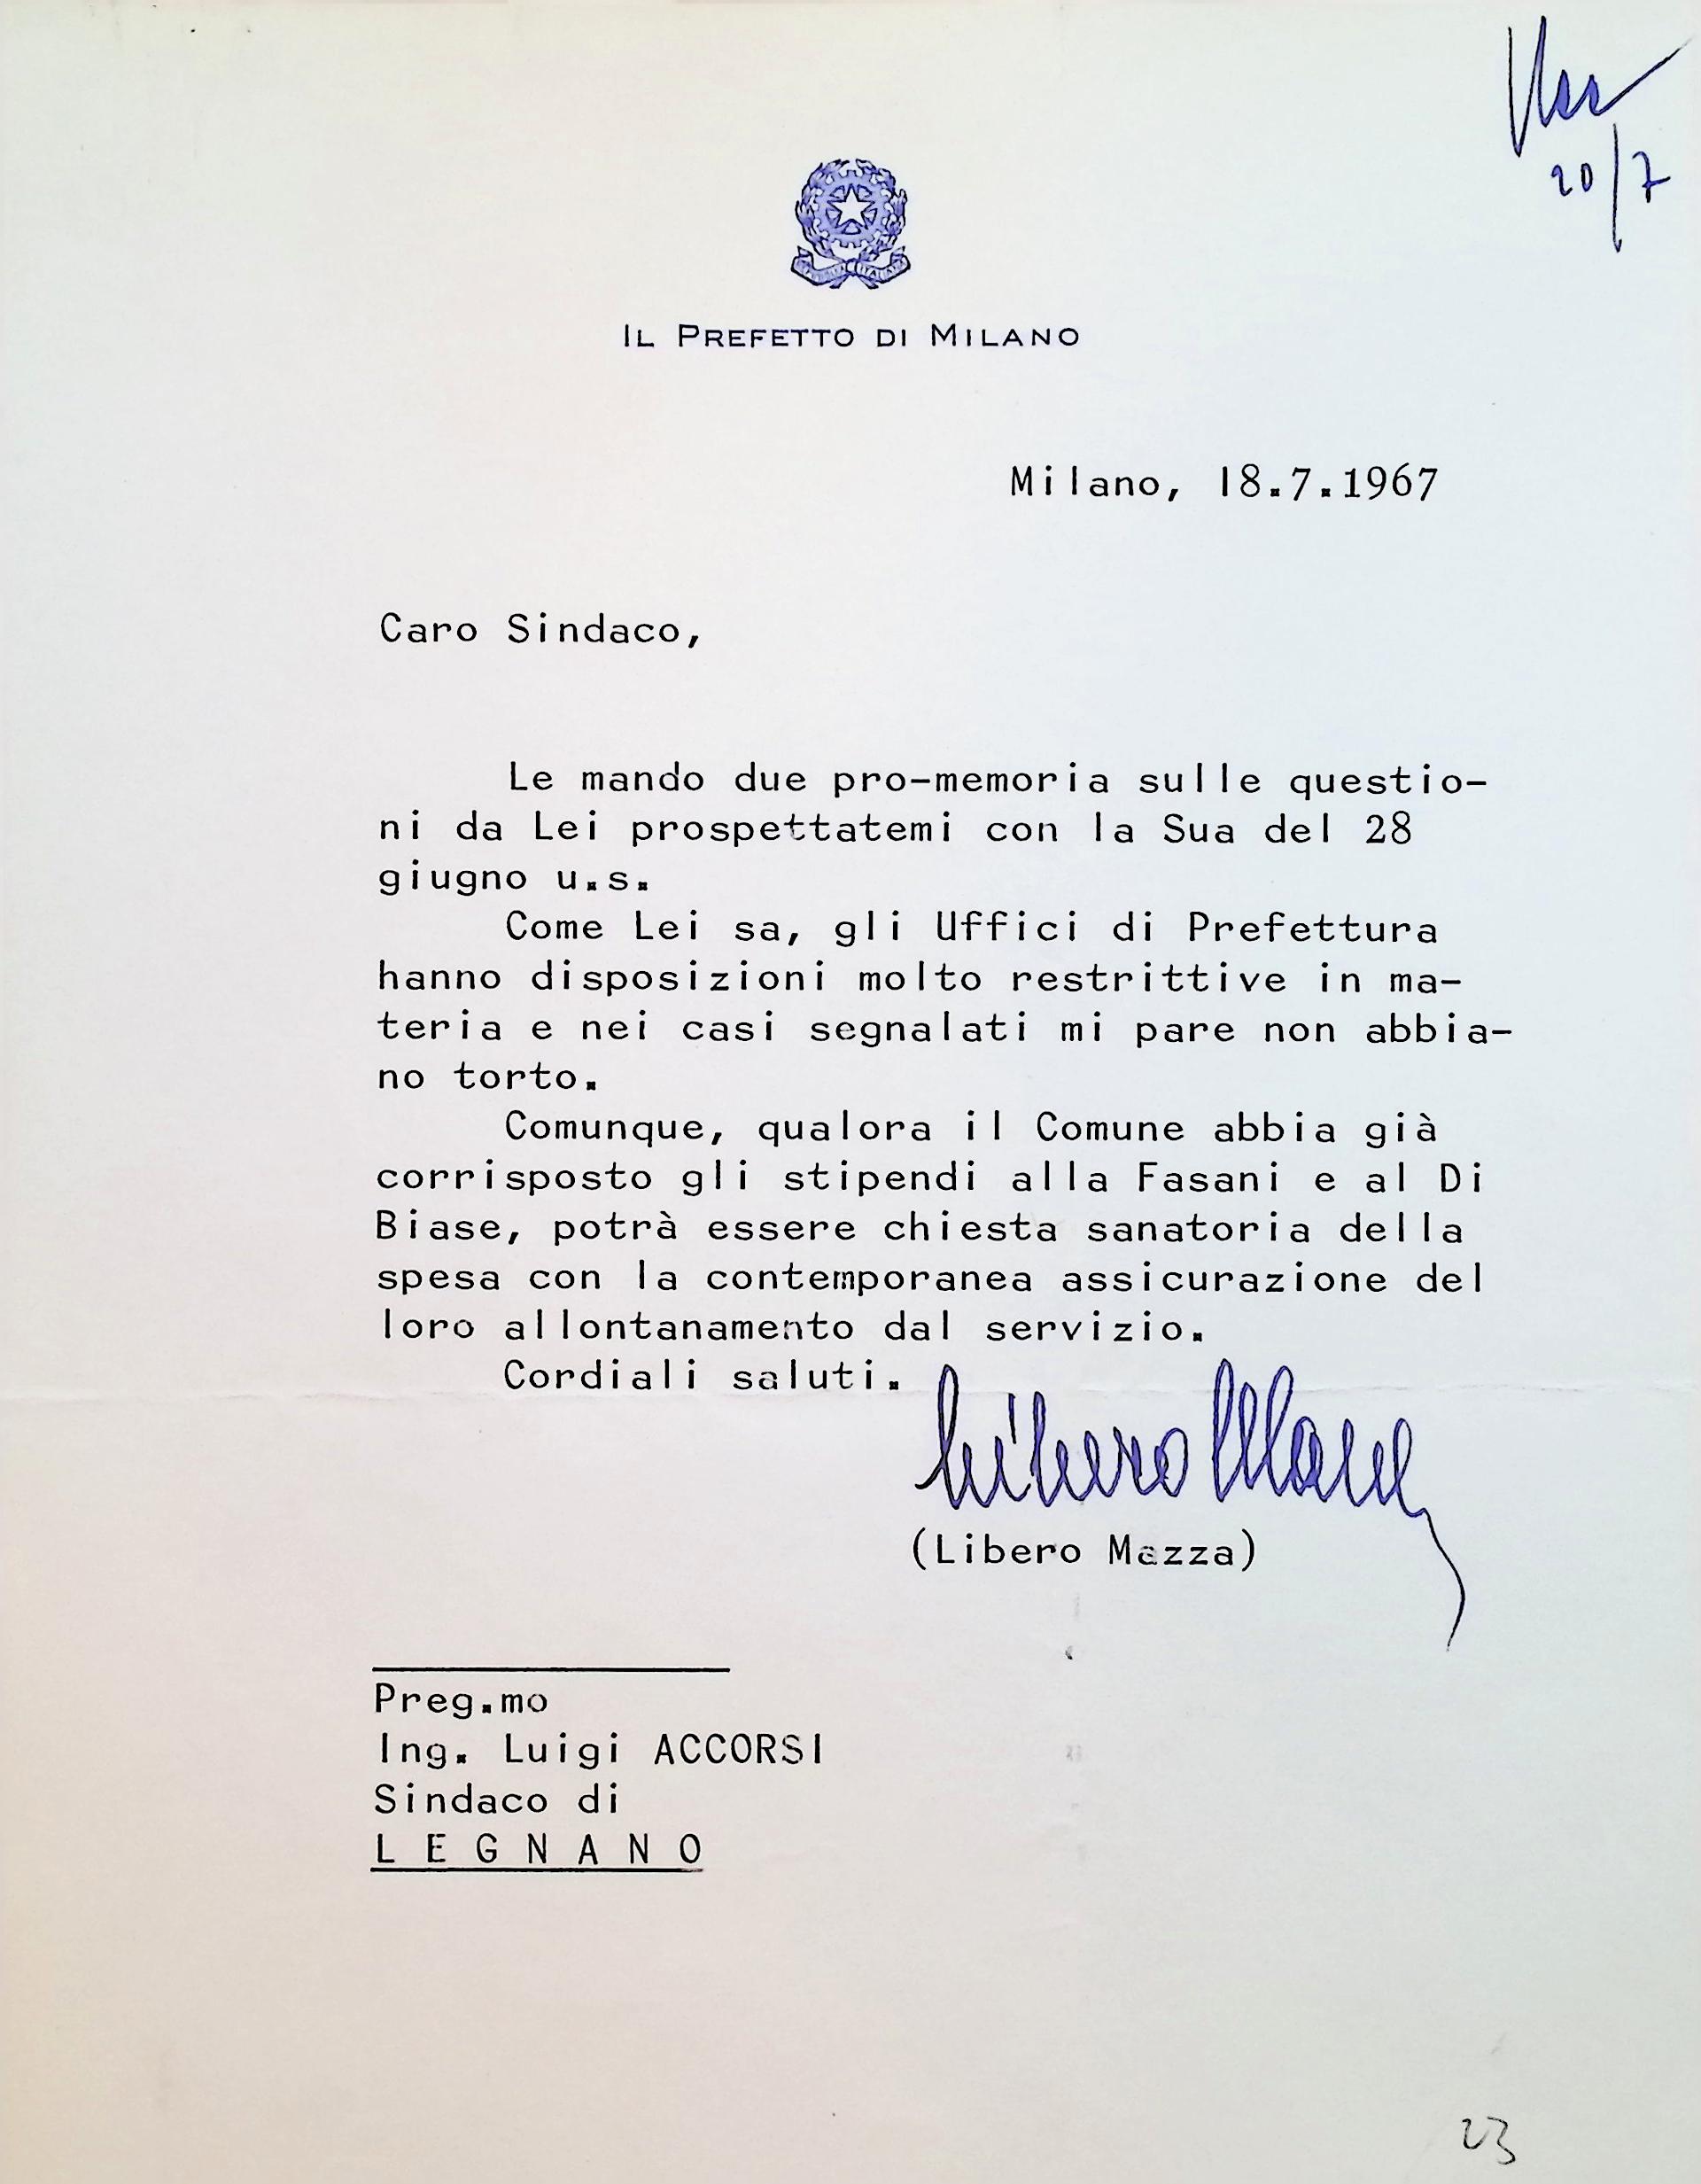 20/7
REPUBBLICA ITALIANA
IL PREFETTO DI MILANO
Milano, 18.7.1967
Caro Sindaco,
Le mando due pro-memoria sulle questio-
ni da Lei prospettatemi con la Sua del 28
giugno u.s.
Come Lei sa, gli Uffici di Prefettura
hanno disposizioni molto restrittive in ma-
teria e nei casi segnalati mi pare non abbia-
no torto.
Comunque, qualora il Comune abbia già
corrisposto gli stipendi alla Fasani e al Di
Biase, potrà essere chiesta sanatoria della
spesa con la contemporanea assicurazione del
loro allontanamento dal servizio.
Cordiali saluti.
Libero Mazza
(Libero Mazza)
Preg.mo
Ing. Luigi ACCORSI
Sindaco di
L E G N A N O
23